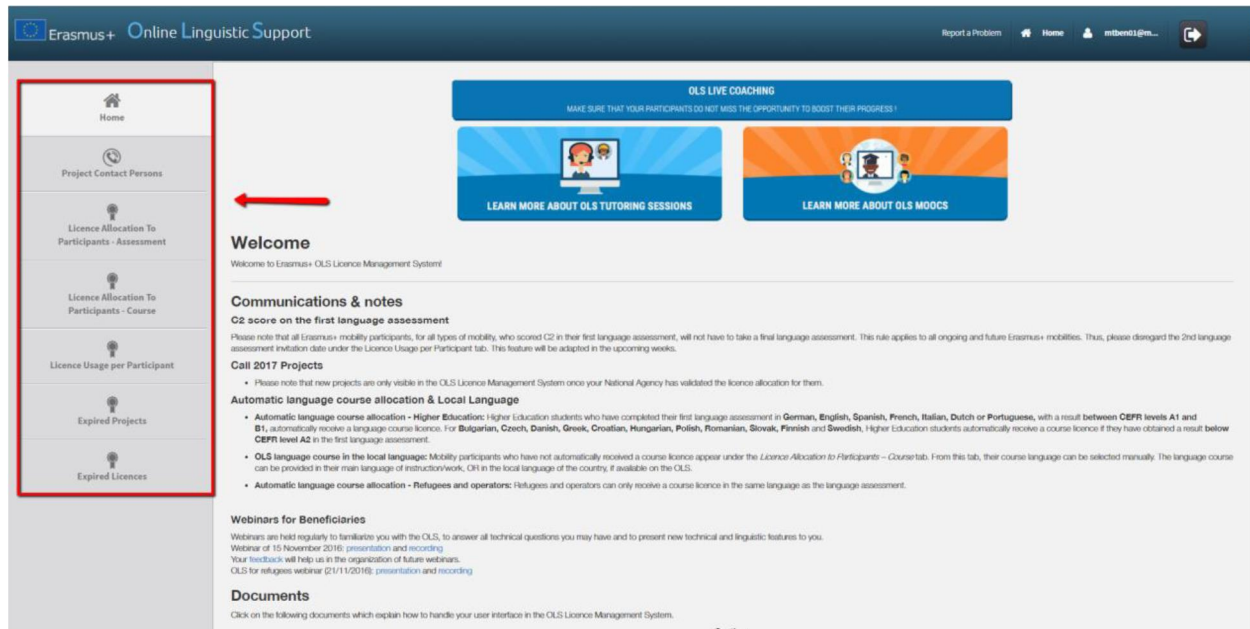 Erasmus+ Online Linguistic Support
Report a Problem Home mtben01@m...
Home
Project Contact Persons
Licence Allocation To
Participants - Assessment
Licence Allocation To
Participants - Course
Licence Usage per Participant
Expired Projects
Expired Licences
OLS LIVE COACHING
MAKE SURE THAT YOUR PARTICIPANTS DO NOT MISS THE OPPORTUNITY TO BOOST THEIR PROGRESS !
LEARN MORE ABOUT OLS TUTORING SESSIONS
LEARN MORE ABOUT OLS MOOCS
Welcome
Welcome to Erasmus+ OLS Licence Management System!
Communications & notes
C2 score on the first language assessment
Please note that all Erasmus+ mobility participants, for all types of mobility, who scored C2 in their first language assessment, will not have to take a final language assessment. This rule applies to all ongoing and future Erasmus+ mobilities. Thus, please disregard the 2nd language
assessment invitation date under the Licence Usage per Participant tab. This feature will be adapted in the upcoming weeks.
Call 2017 Projects
• Please note that new projects are only visible in the OLS Licence Management System once your National Agency has validated the licence allocation for them.
Automatic language course allocation & Local Language
• Automatic language course allocation - Higher Education: Higher Education students who have completed their first language assessment in German, English, Spanish, French, Italian, Dutch or Portuguese, with a result between CEFR levels A1 and
B1, automatically receive a language course licence. For Bulgarian, Czech, Danish, Greek, Croatian, Hungarian, Polish, Romanian, Slovak, Finnish and Swedish, Higher Education students automatically receive a course licence if they have obtained a result below
CEFR level A2 in the first language assessment.
• OLS language course in the local language: Mobility participants who have not automatically received a course licence appear under the Licence Allocation to Participants – Course tab. From this tab, their course language can be selected manually. The language course
can be provided in their main language of instruction/work, OR in the local language of the country, if available on the OLS.
• Automatic language course allocation - Refugees and operators: Refugees and operators can only receive a course licence in the same language as the language assessment.
Webinars for Beneficiaries
Webinars are held regularly to familiarize you with the OLS, to answer all technical questions you may have and to present new technical and linguistic features to you.
Webinar of 15 November 2016: presentation and recording
Your feedback will help us in the organization of future webinars.
OLS for refugees webinar (21/11/2016): presentation and recording
Documents
Click on the following documents which explain how to handle your user interface in the OLS Licence Management System.